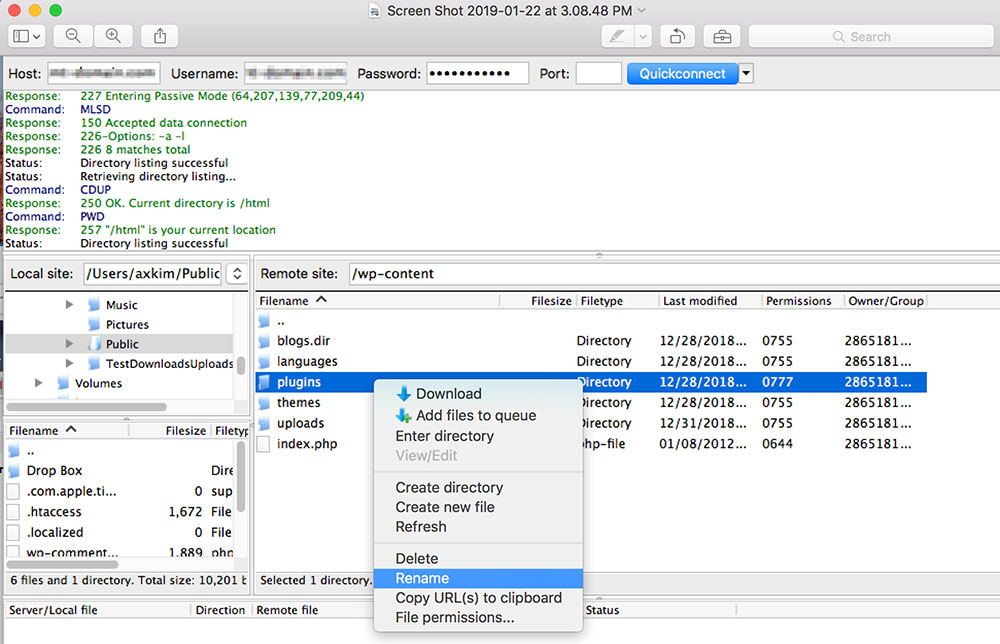 Screen Shot 2019-01-22 at 3.08.48 PM
Search
Host: Username: Password: ••••••••••• Port: Quickconnect
Response: 227 Entering Passive Mode (64,207,139,77,209,44)
Command: MLSD
Response: 150 Accepted data connection
Response: 226-Options: -a -l
Response: 226 8 matches total
Status: Directory listing successful
Status: Retrieving directory listing...
Command: CDUP
Response: 250 OK. Current directory is /html
Command: PWD
Response: 257 "/html" is your current location
Status: Directory listing successful
Local site: /Users/axkim/Public
Music
Pictures
Public
TestDownloadsUploads
Volumes
Filename Filesize Filetyp
..
Drop Box Dire
.com.apple.ti... 0 sup
.htaccess 1,672 File
.localized 0 File
wp-comment... 1,889 php
6 files and 1 directory. Total size: 10,201 b
Remote site: /wp-content
Filename Filesize Filetype Last modified Permissions Owner/Group
..
blogs.dir Directory 12/28/2018... 0755 2865181...
languages Directory 12/28/2018... 0755 2865181...
plugins Directory 12/28/2018... 0777 2865181...
themes Directory 12/28/2018... 0755 2865181...
uploads Directory 12/31/2018... 0755 2865181...
index.php php-file 01/08/2012... 0644 2865181...
Selected 1 directory.
Download
Add files to queue
Enter directory
View/Edit
Create directory
Create new file
Refresh
Delete
Rename
Copy URL(s) to clipboard
File permissions...
Server/Local file Direction Remote file Status